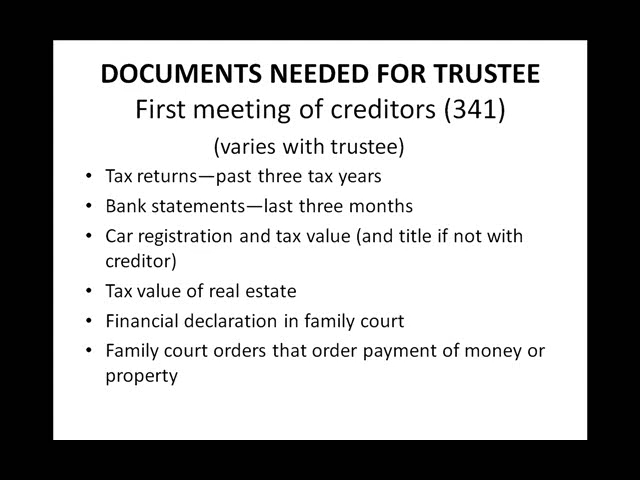 DOCUMENTS NEEDED FOR TRUSTEE
First meeting of creditors (341)
(varies with trustee)
• Tax returns—past three tax years
• Bank statements—last three months
• Car registration and tax value (and title if not with
creditor)
• Tax value of real estate
• Financial declaration in family court
• Family court orders that order payment of money or
property